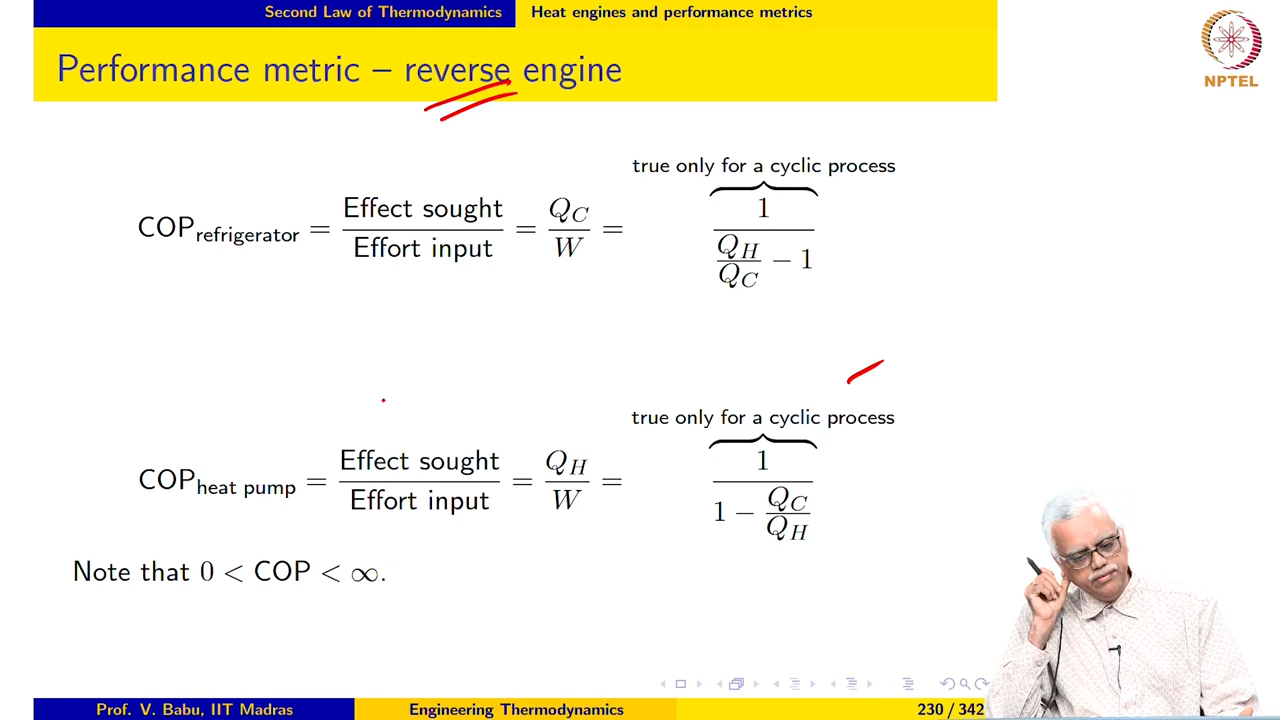 Second Law of Thermodynamics Heat engines and performance metrics
Performance metric – reverse engine
NPTEL
true only for a cyclic process
COP_refrigerator = Effect sought / Effort input = Q_C / W = 1 / (Q_H / Q_C − 1)
true only for a cyclic process
COP_heat pump = Effect sought / Effort input = Q_H / W = 1 / (1 − Q_C / Q_H)
Note that 0 < COP < ∞.
Prof. V. Babu, IIT Madras Engineering Thermodynamics 230 / 342